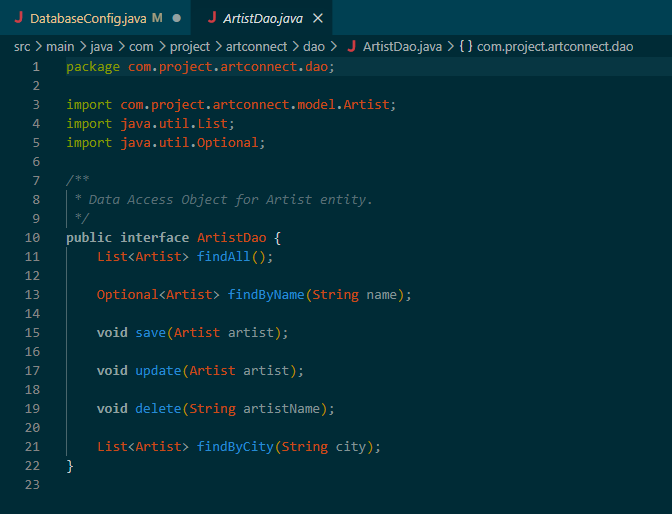 J DatabaseConfig.java M ●
J ArtistDao.java ×
src > main > java > com > project > artconnect > dao > J ArtistDao.java > { } com.project.artconnect.dao
1 package com.project.artconnect.dao;
2
3 import com.project.artconnect.model.Artist;
4 import java.util.List;
5 import java.util.Optional;
6
7 /**
8  * Data Access Object for Artist entity.
9  */
10 public interface ArtistDao {
11     List<Artist> findAll();
12
13     Optional<Artist> findByName(String name);
14
15     void save(Artist artist);
16
17     void update(Artist artist);
18
19     void delete(String artistName);
20
21     List<Artist> findByCity(String city);
22 }
23